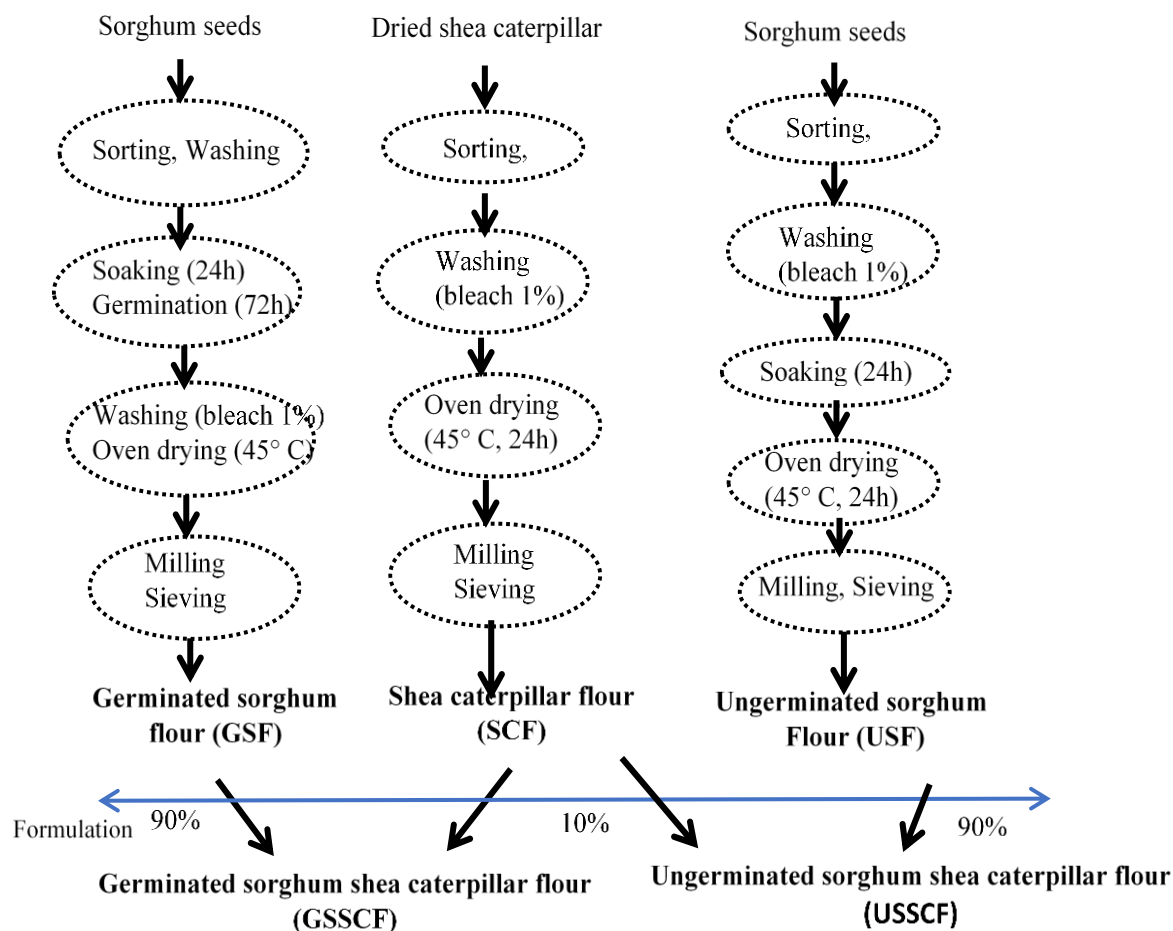 Sorghum seeds
Sorting, Washing
Soaking (24h)
Germination (72h)
Washing (bleach 1%)
Oven drying (45° C)
Milling
Sieving
Germinated sorghum
flour (GSF)
Dried shea caterpillar
Sorting,
Washing
(bleach 1%)
Oven drying
(45° C, 24h)
Milling
Sieving
Shea caterpillar flour
(SCF)
Sorghum seeds
Sorting,
Washing
(bleach 1%)
Soaking (24h)
Oven drying
(45° C, 24h)
Milling, Sieving
Ungerminated sorghum
Flour (USF)
Formulation
90%
10%
90%
Germinated sorghum shea caterpillar flour
(GSSCF)
Ungerminated sorghum shea caterpillar flour
(USSCF)